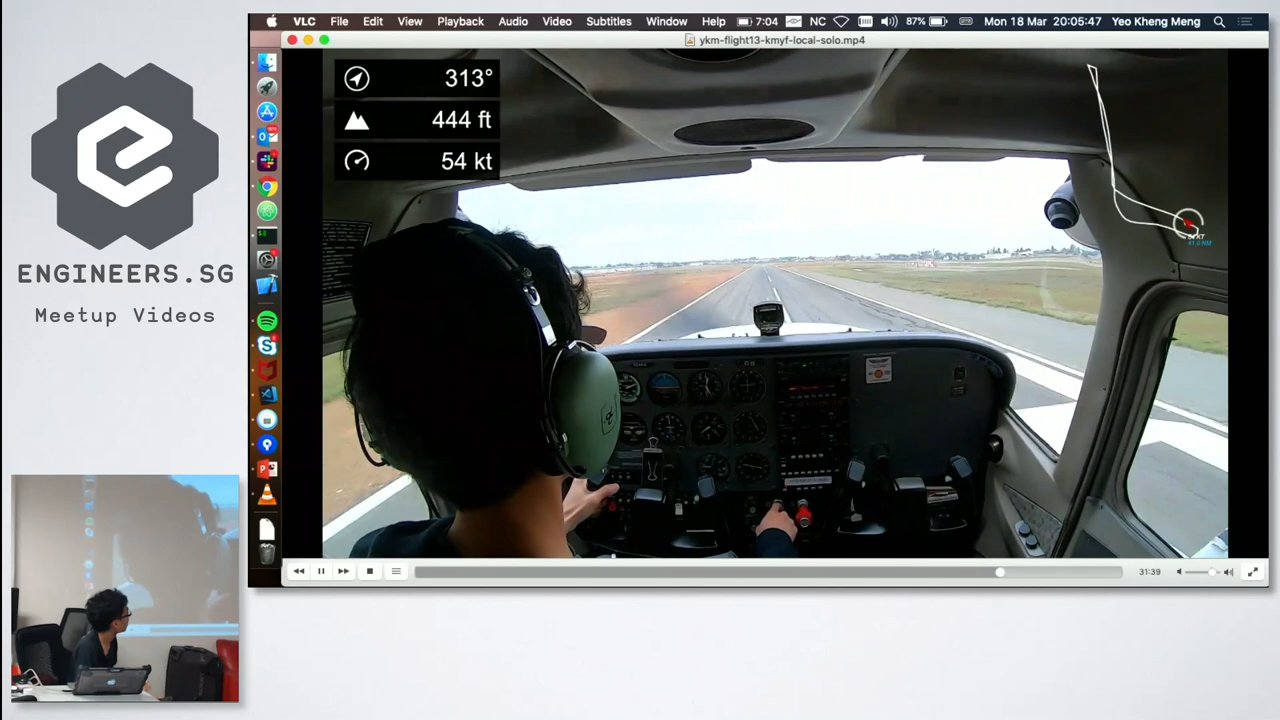 VLC File Edit View Playback Audio Video Subtitles Window Help 7:04 NC 87% Mon 18 Mar 20:05:47 Yeo Kheng Meng
ykm-flight13-kmyf-local-solo.mp4
313°
444 ft
54 kt
ENGINEERS.SG
Meetup Videos
31:39